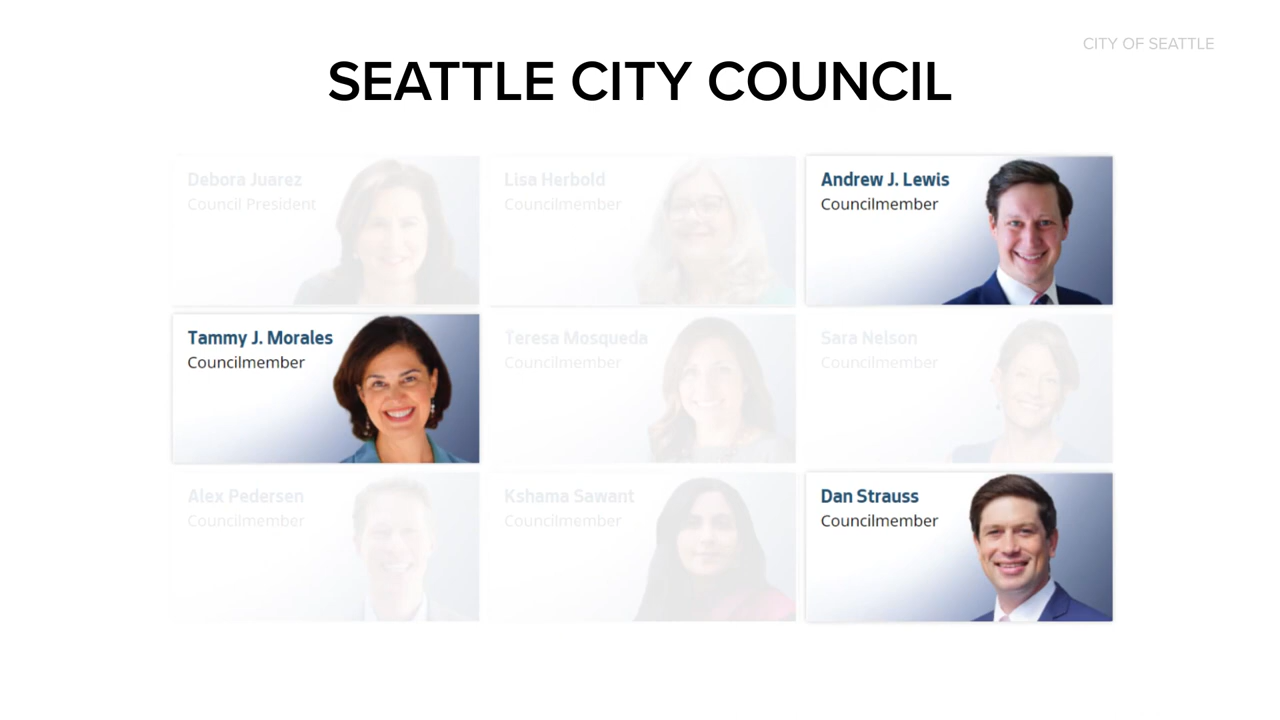 CITY OF SEATTLE
SEATTLE CITY COUNCIL
Debora Juarez
Council President
Lisa Herbold
Councilmember
Andrew J. Lewis
Councilmember
Tammy J. Morales
Councilmember
Teresa Mosqueda
Councilmember
Sara Nelson
Councilmember
Alex Pedersen
Councilmember
Kshama Sawant
Councilmember
Dan Strauss
Councilmember